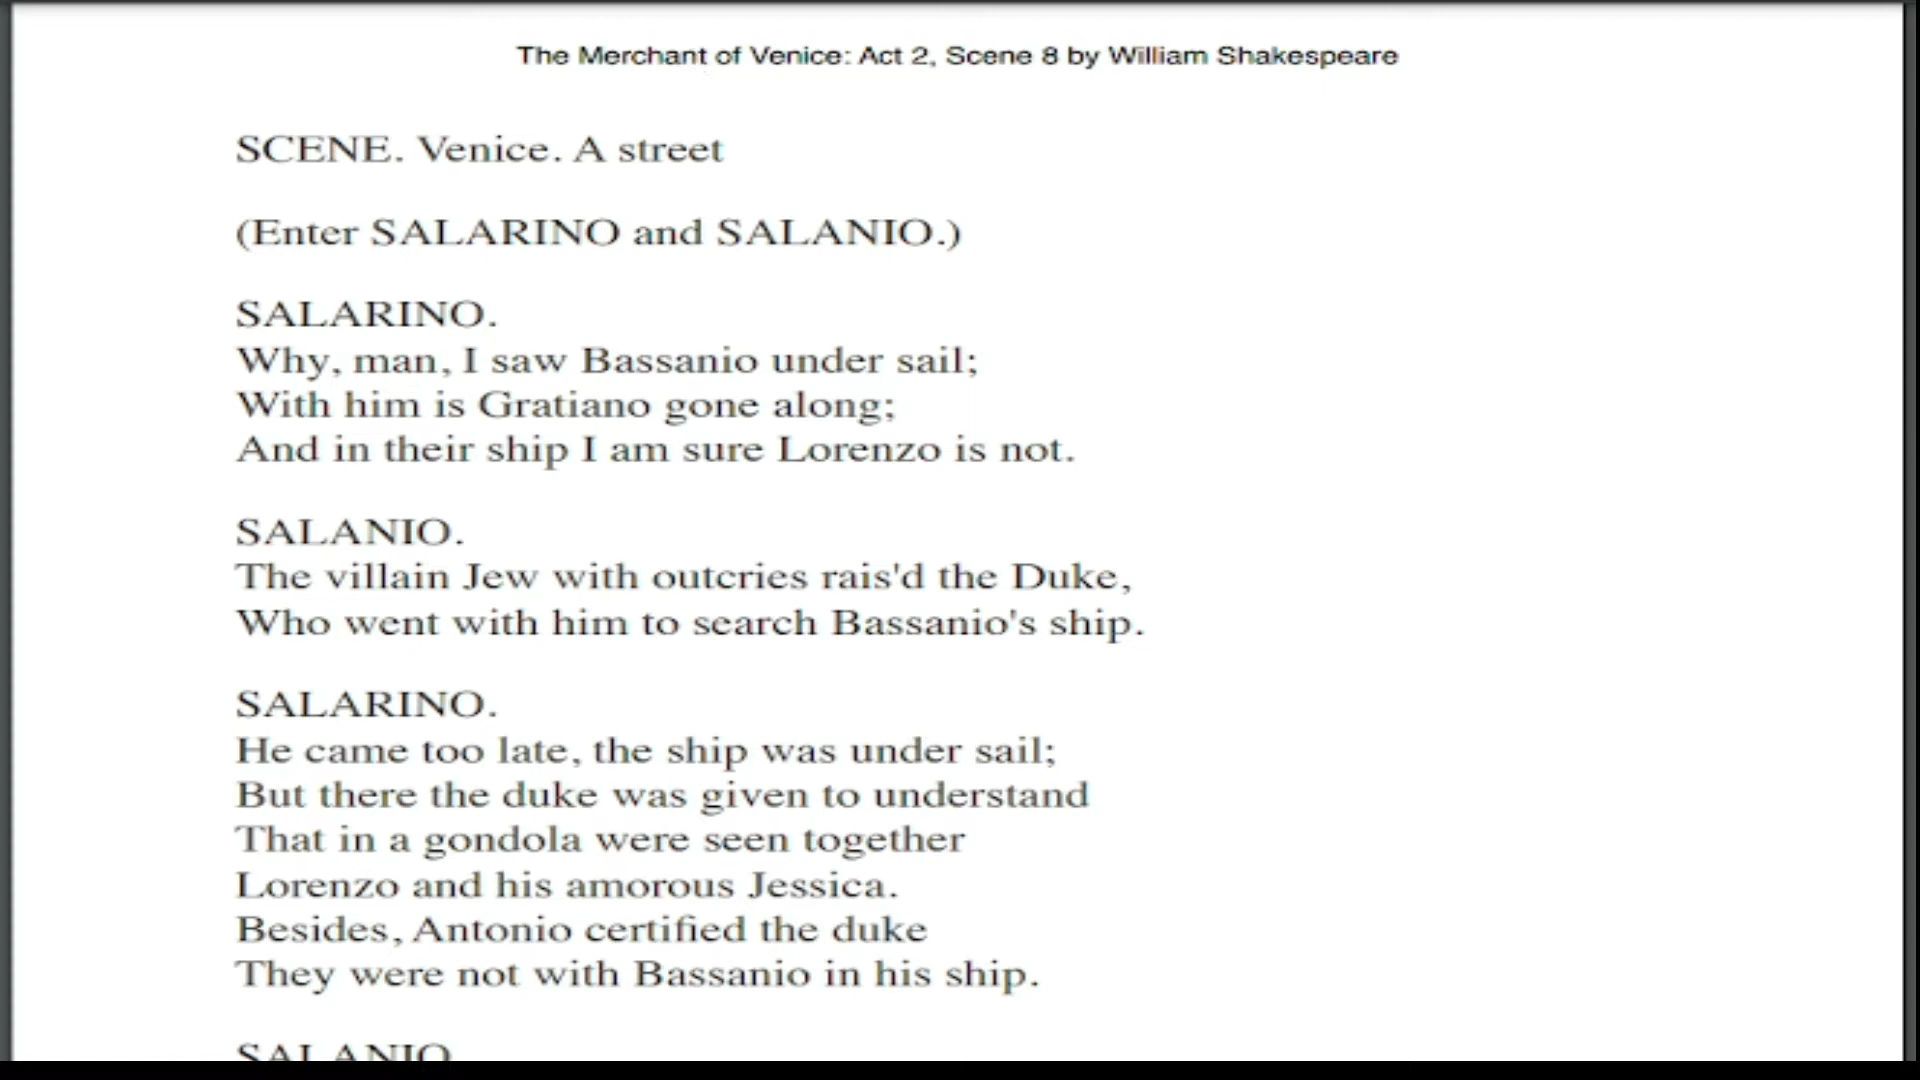 The Merchant of Venice: Act 2, Scene 8 by William Shakespeare
SCENE. Venice. A street
(Enter SALARINO and SALANIO.)
SALARINO.
Why, man, I saw Bassanio under sail;
With him is Gratiano gone along;
And in their ship I am sure Lorenzo is not.
SALANIO.
The villain Jew with outcries rais'd the Duke,
Who went with him to search Bassanio's ship.
SALARINO.
He came too late, the ship was under sail;
But there the duke was given to understand
That in a gondola were seen together
Lorenzo and his amorous Jessica.
Besides, Antonio certified the duke
They were not with Bassanio in his ship.
SALANIO